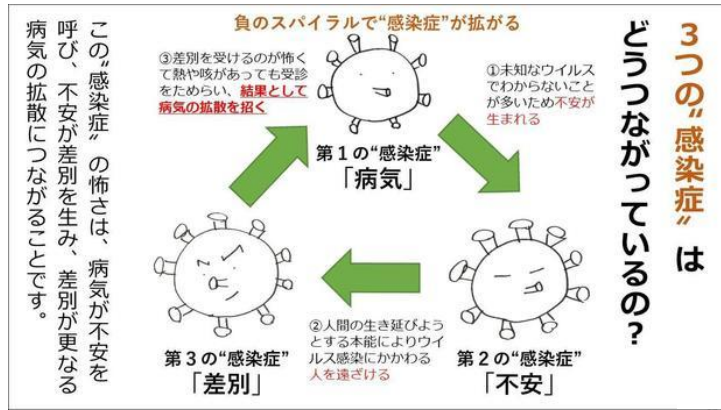 3つの“感染症”は
どうつながっているの？
負のスパイラルで“感染症”が拡がる
①未知なウイルス
でわからないこと
が多いため不安が
生まれる
第１の“感染症”
「病気」
②人間の生き延びよう
とする本能によりウイ
ルス感染にかかわる
人を遠ざける
第２の“感染症”
「不安」
③差別を受けるのが怖く
て熱や咳があっても受診
をためらい、結果として
病気の拡散を招く
第３の“感染症”
「差別」
この“感染症”の怖さは、病気が不安を
呼び、不安が差別を生み、差別が更なる
病気の拡散につながることです。